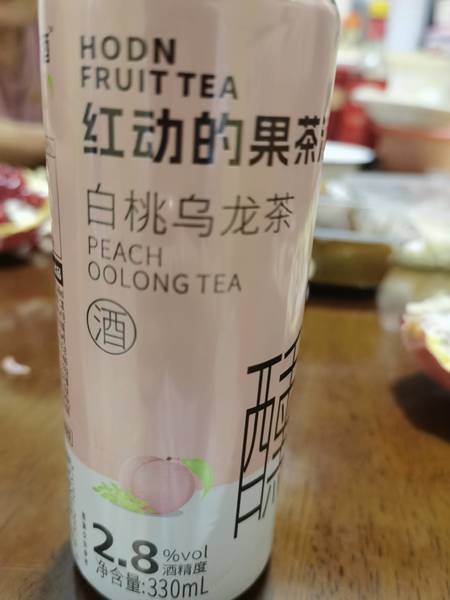 HODN
FRUIT TEA
红动的果茶
白桃乌龙茶
PEACH
OOLONG TEA
酒
2.8%vol
酒精度
净含量:330mL